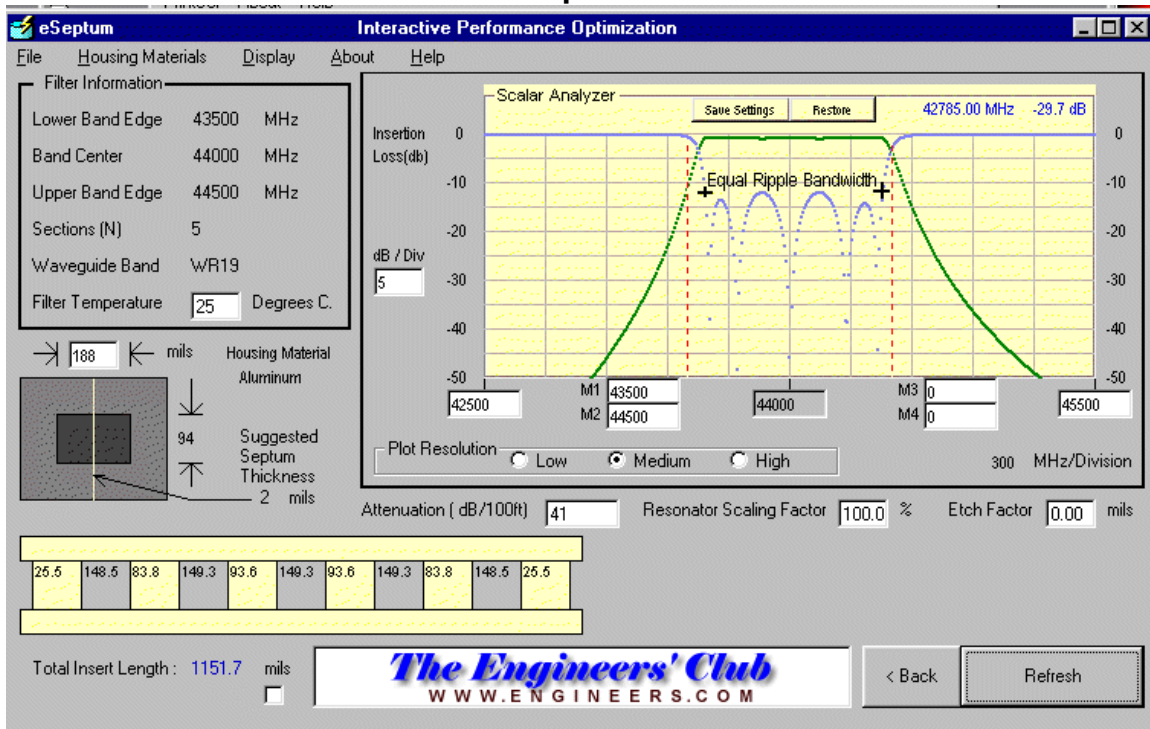 eSeptum Interactive Performance Optimization
File Housing Materials Display About Help
Filter Information
Lower Band Edge 43500 MHz
Band Center 44000 MHz
Upper Band Edge 44500 MHz
Sections (N) 5
Waveguide Band WR19
Filter Temperature 25 Degrees C.
188 mils
Housing Material
Aluminum
94
Suggested
Septum
Thickness
2 mils
Scalar Analyzer
Save Settings Restore 42785.00 MHz -29.7 dB
Insertion
Loss(db)
dB / Div
5
0
-10
-20
-30
-40
-50
Equal Ripple Bandwidth
0
-10
-20
-30
-40
-50
42500
M1 43500
M2 44500
44000
M3 0
M4 0
45500
Plot Resolution Low Medium High
300 MHz/Division
Attenuation ( dB/100ft) 41 Resonator Scaling Factor 100.0 % Etch Factor 0.00 mils
25.5 148.5 83.8 149.3 93.6 149.3 93.6 149.3 83.8 148.5 25.5
Total Insert Length : 1151.7 mils
The Engineers' Club
WWW.ENGINEERS.COM
< Back Refresh